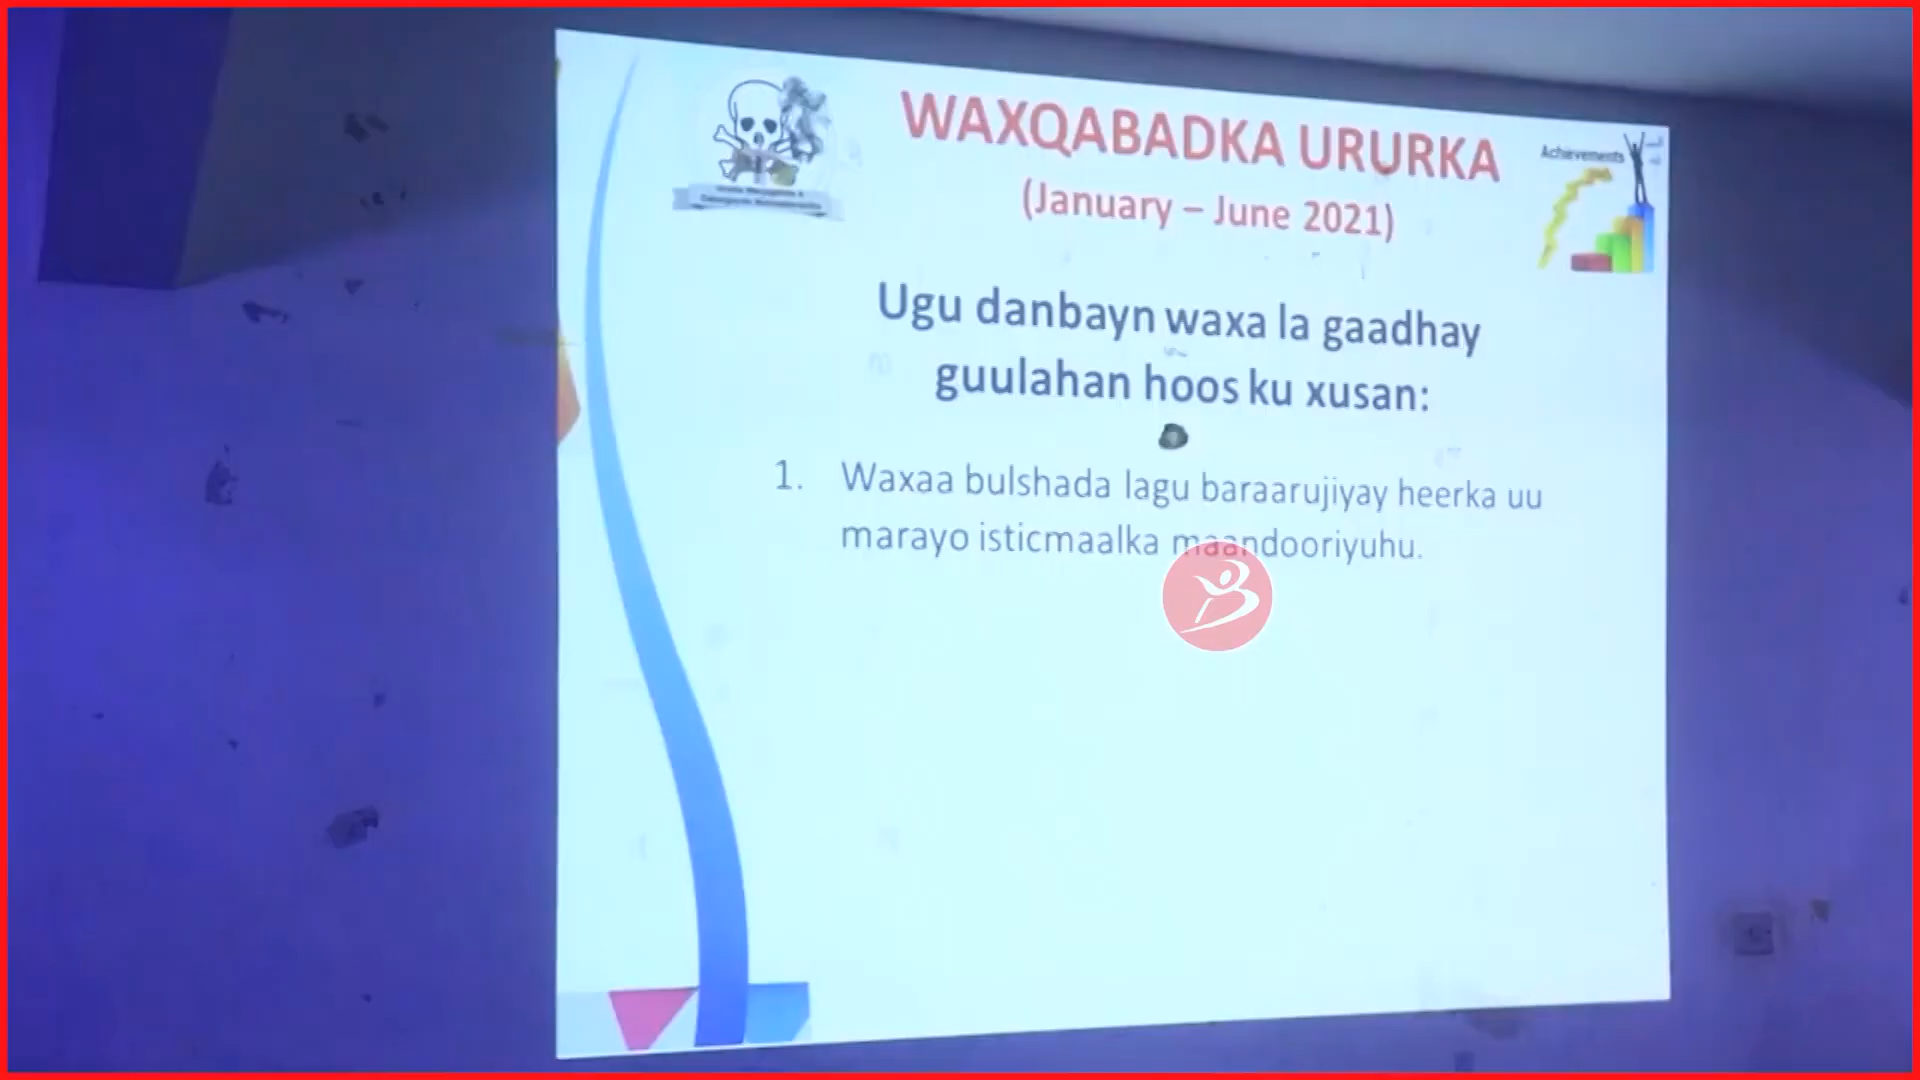 WAXQABADKA URURKA
Achievements
(January – June 2021)
Ugu danbayn waxa la gaadhay
guulahan hoos ku xusan:
1. Waxaa bulshada lagu baraarujiyay heerka uu
marayo isticmaalka maandooriyuhu.